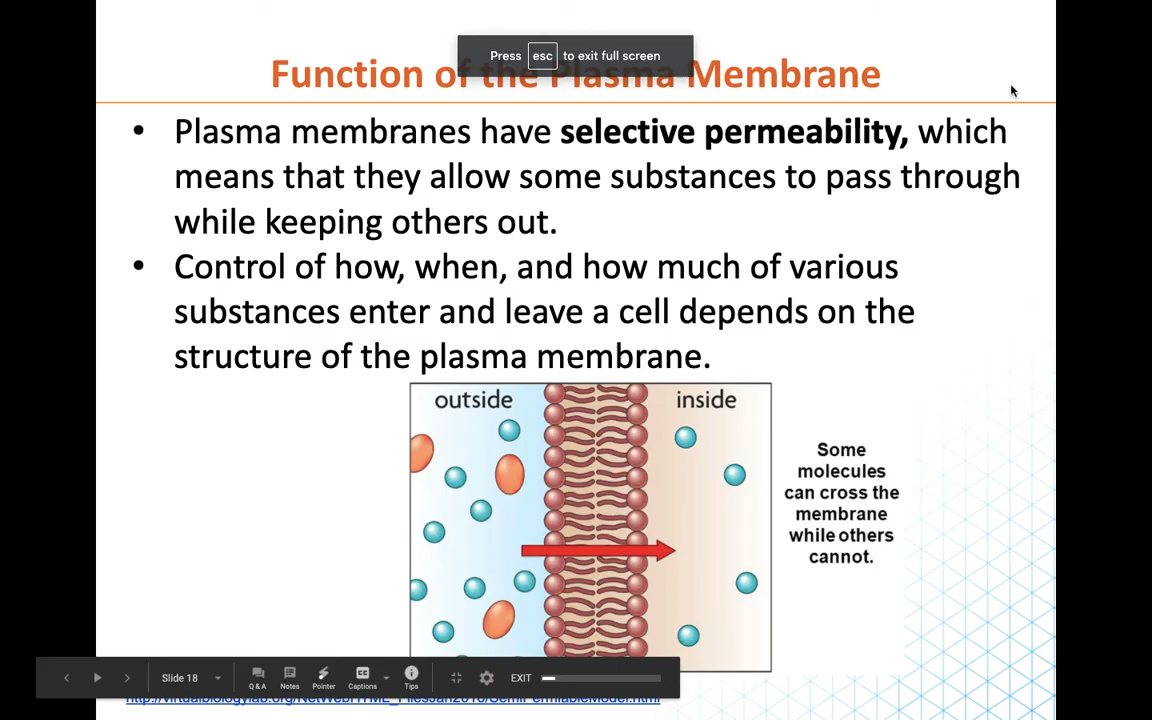 Press esc to exit full screen
Function of the Plasma Membrane
• Plasma membranes have selective permeability, which
means that they allow some substances to pass through
while keeping others out.
• Control of how, when, and how much of various
substances enter and leave a cell depends on the
structure of the plasma membrane.
outside
inside
Some
molecules
can cross the
membrane
while others
cannot.
Slide 18
Q & A
Notes
Pointer
Captions
Tips
EXIT